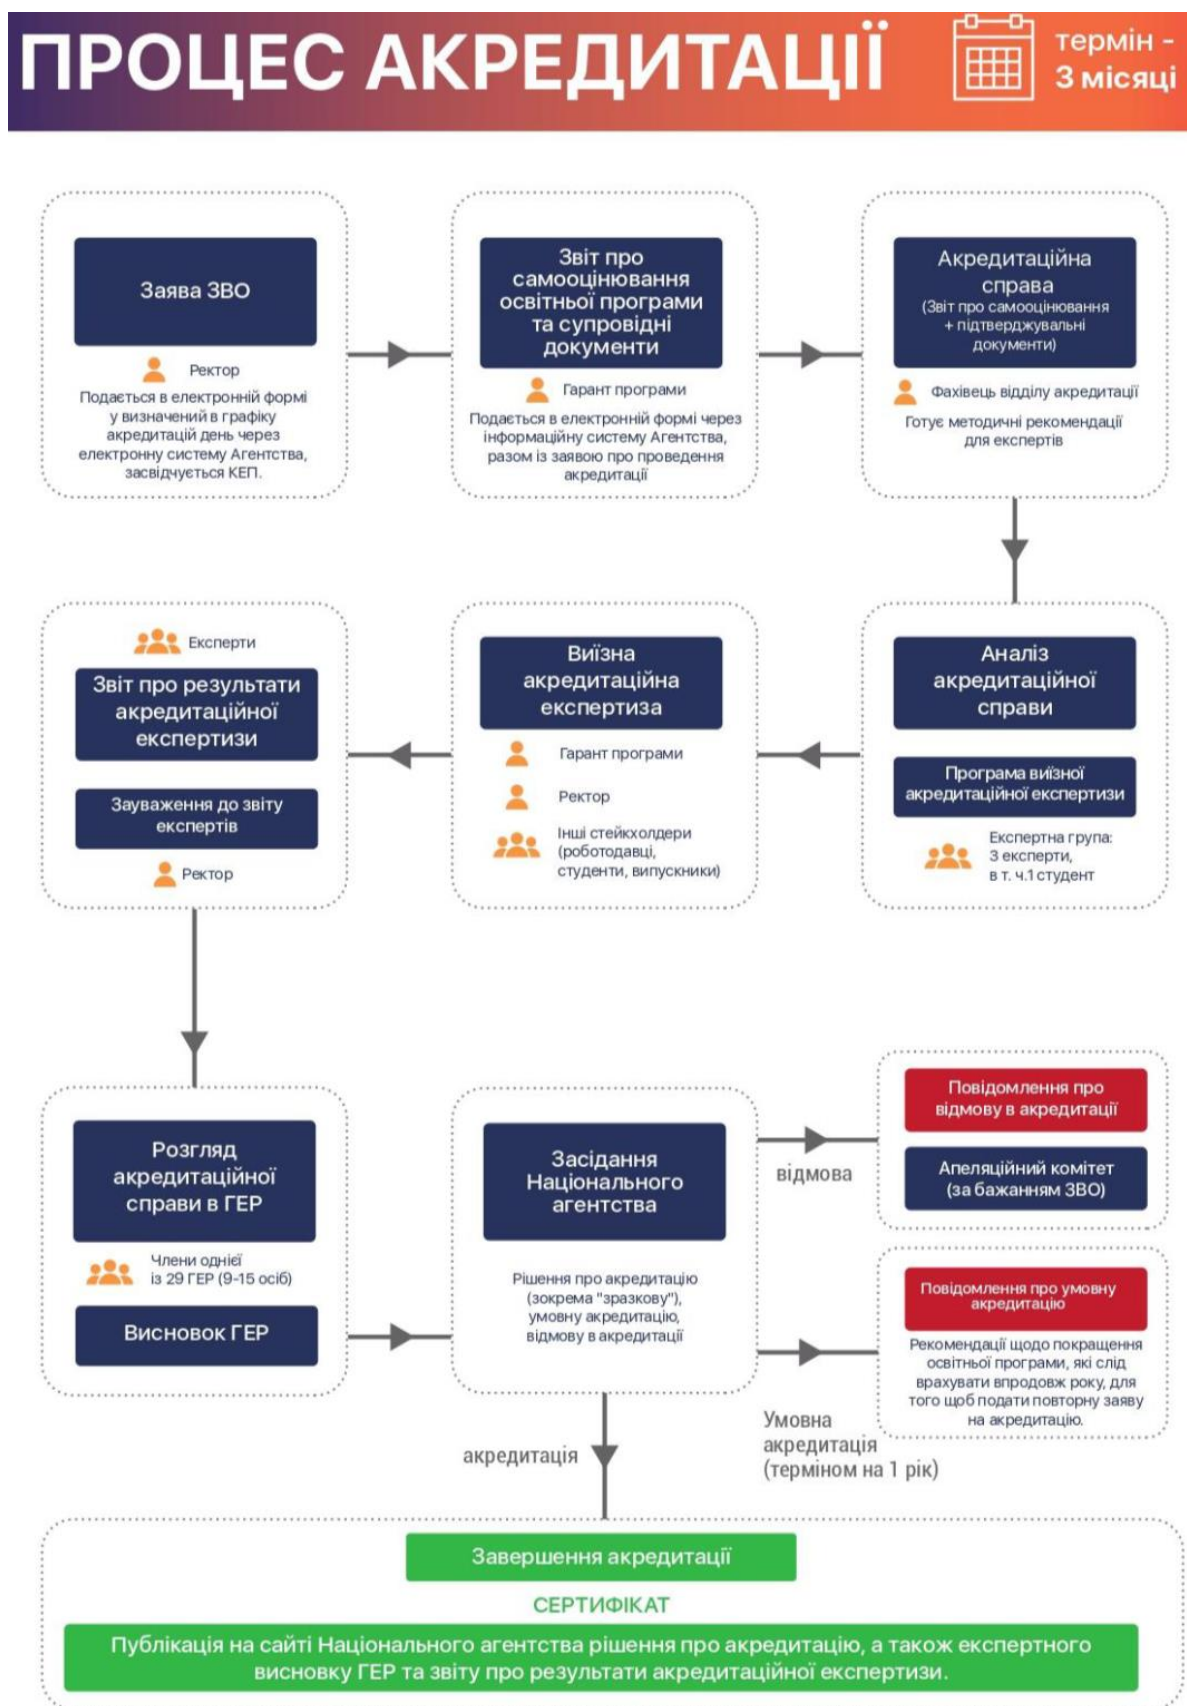 ПРОЦЕС АКРЕДИТАЦІЇ
термін -
3 місяці
Заява ЗВО
Ректор
Подається в електронній формі
у визначений в графіку
акредитацій день через
електронну систему Агентства,
засвідчується КЕП.
Звіт про
самооцінювання
освітньої програми
та супровідні
документи
Гарант програми
Подається в електронній формі через
інформаційну систему Агентства,
разом із заявою про проведення
акредитації
Акредитаційна
справа
(Звіт про самооцінювання
+ підтверджувальні
документи)
Фахівець відділу акредитації
Готує методичні рекомендації
для експертів
Аналіз
акредитаційної
справи
Програма виїзної
акредитаційної експертизи
Експертна група:
3 експерти,
в т. ч.1 студент
Виїзна
акредитаційна
експертиза
Гарант програми
Ректор
Інші стейкхолдери
(роботодавці,
студенти, випускники)
Експерти
Звіт про результати
акредитаційної
експертизи
Зауваження до звіту
експертів
Ректор
Розгляд
акредитаційної
справи в ГЕР
Члени однієї
із 29 ГЕР (9-15 осіб)
Висновок ГЕР
Засідання
Національного
агентства
Рішення про акредитацію
(зокрема "зразкову"),
умовну акредитацію,
відмову в акредитації
відмова
Повідомлення про
відмову в акредитації
Апеляційний комітет
(за бажанням ЗВО)
Умовна
акредитація
(терміном на 1 рік)
Повідомлення про умовну
акредитацію
Рекомендації щодо покращення
освітньої програми, які слід
врахувати впродовж року, для
того щоб подати повторну заяву
на акредитацію.
акредитація
Завершення акредитації
СЕРТИФІКАТ
Публікація на сайті Національного агентства рішення про акредитацію, а також експертного
висновку ГЕР та звіту про результати акредитаційної експертизи.